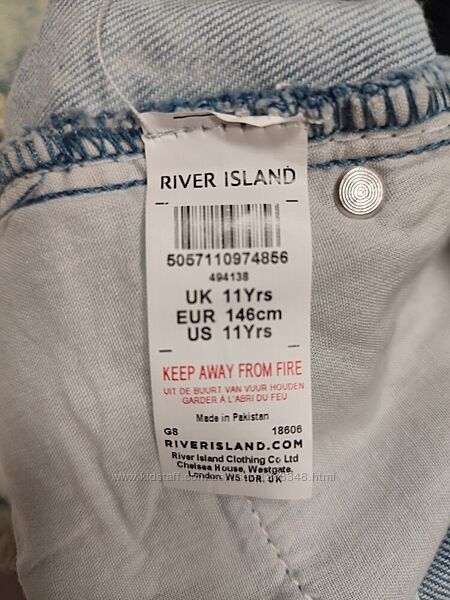 RIVER ISLAND
5057110974856
494138
UK 11Yrs
EUR 146cm
US 11Yrs
KEEP AWAY FROM FIRE
UIT DE BUURT VAN VUUR HOUDEN
GARDER À L'ABRI DU FEU
Made in Pakistan
G8 18606
RIVERISLAND.COM
River Island Clothing Co Ltd
Chelsea House, Westgate,
London. W5 1DR. UK